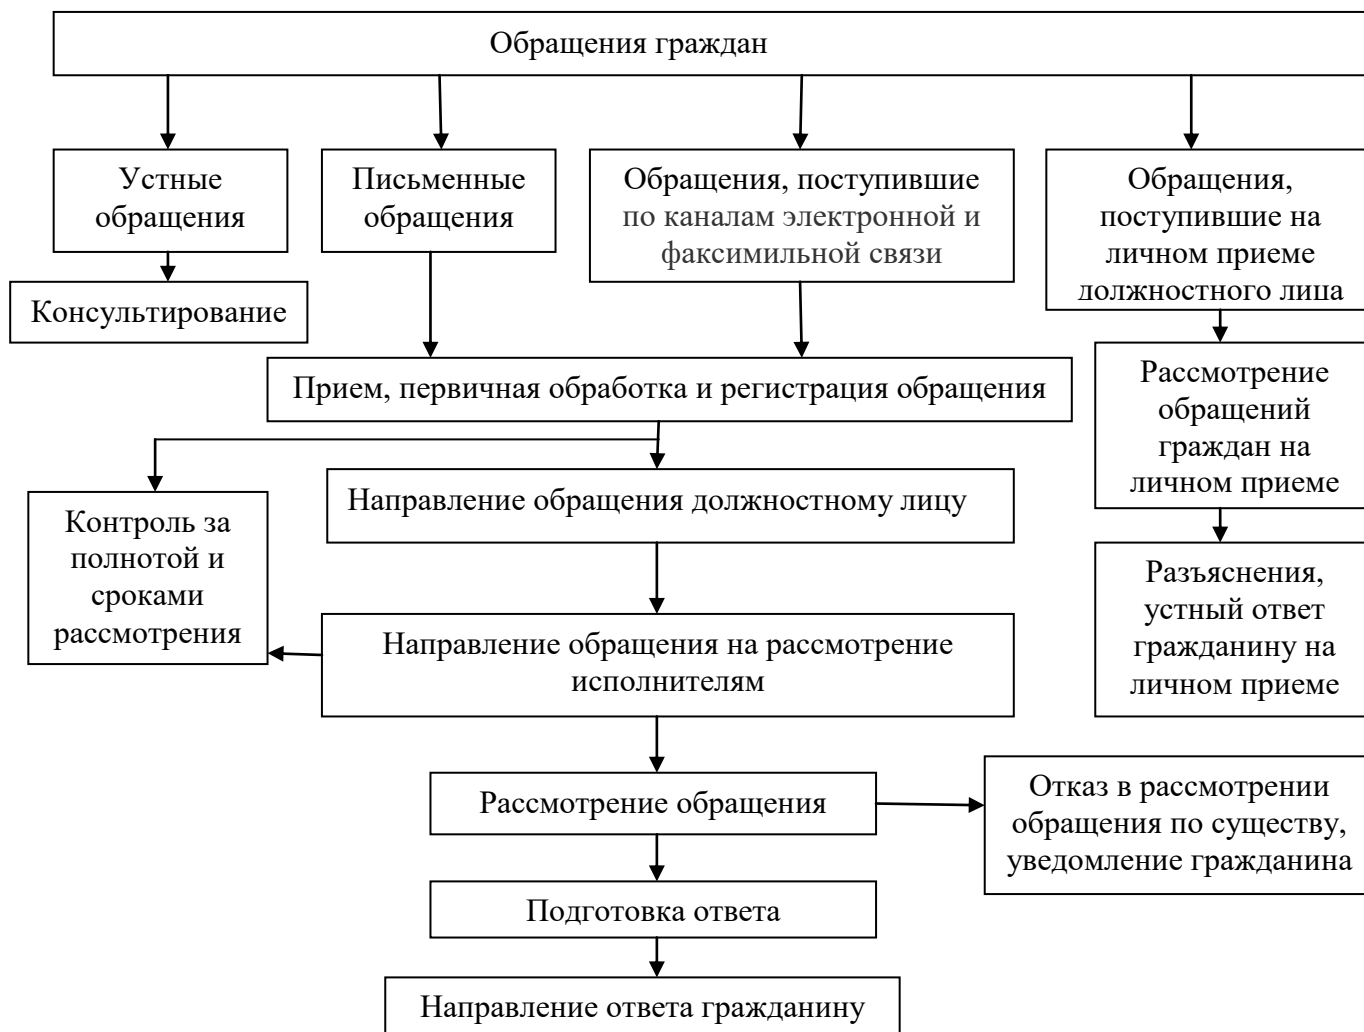 Обращения граждан
Устные
обращения
Письменные
обращения
Обращения, поступившие
по каналам электронной и
факсимильной связи
Обращения,
поступившие на
личном приеме
должностного лица
Консультирование
Прием, первичная обработка и регистрация обращения
Рассмотрение
обращений
граждан на
личном приеме
Направление обращения должностному лицу
Контроль за
полнотой и
сроками
рассмотрения
Разъяснения,
устный ответ
гражданину на
личном приеме
Направление обращения на рассмотрение
исполнителям
Рассмотрение обращения
Отказ в рассмотрении
обращения по существу,
уведомление гражданина
Подготовка ответа
Направление ответа гражданину